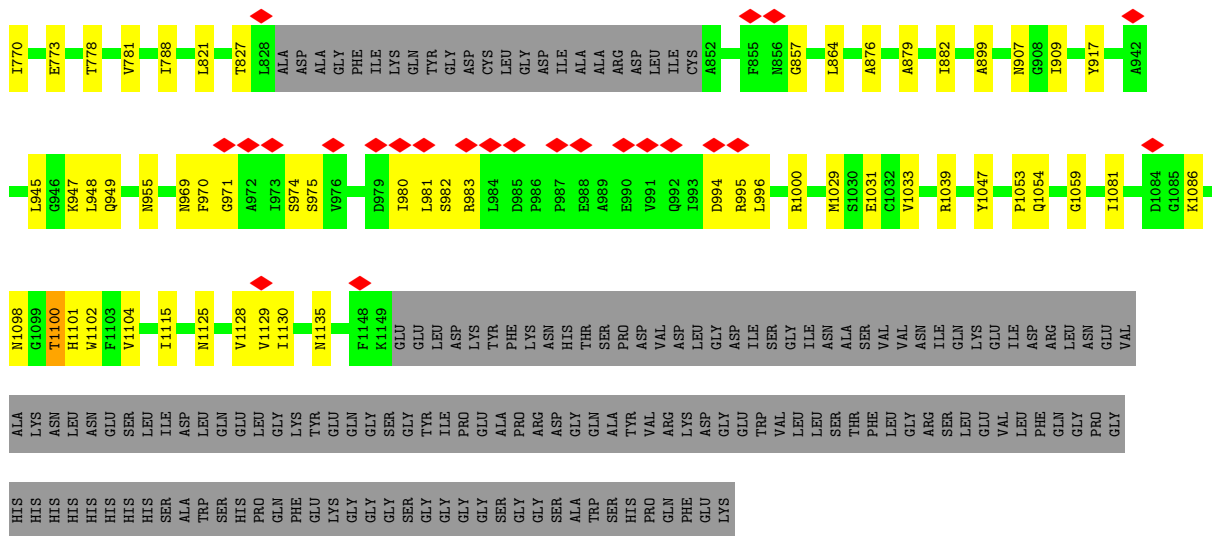 I770 E773 T778 V781 I788 L821 T827 L828 ALA ASP ALA GLY PHE ILE LYS GLN TYR GLY ASP CYS LEU GLY ASP ILE ALA ALA ARG ASP LEU ILE CYS A852 F855 N856 G857 L864 A876 A879 I882 A899 N907 G908 I909 Y917 A942
L945 G946 K947 L948 Q949 N955 N969 F970 G971 A972 I973 S974 S975 V976 D979 I980 L981 S982 R983 L984 D985 P986 P987 E988 A989 E990 V991 Q992 I993 D994 R995 L996 R1000 M1029 S1030 E1031 C1032 V1033 R1039 Y1047 P1053 Q1054 G1059 I1081 D1084 G1085 K1086
N1098 G1099 T1100 H1101 W1102 F1103 V1104 I1115 N1125 V1128 V1129 I1130 N1135 F1148 K1149 GLU GLU LEU ASP LYS TYR PHE LYS ASN HIS THR SER PRO ASP VAL ASP LEU GLY ASP ILE SER GLY ILE ASN ALA SER VAL VAL ASN ILE GLN LYS GLU ILE ASP ARG LEU ASN GLU VAL
ALA LYS ASN LEU ASN GLU SER LEU ILE ASP LEU GLN GLU LEU GLY LYS TYR GLU GLN GLY SER GLY TYR ILE PRO GLU ALA PRO ARG ASP GLY GLN ALA TYR VAL ARG LYS ASP GLY GLU TRP VAL LEU LEU SER THR PHE LEU GLY ARG SER LEU GLU VAL LEU PHE GLN GLY PRO GLY
HIS HIS HIS HIS HIS HIS HIS HIS SER ALA TRP SER HIS PRO GLN PHE GLU LYS GLY GLY GLY SER GLY GLY GLY GLY SER GLY GLY SER ALA TRP SER HIS PRO GLN PHE GLU LYS